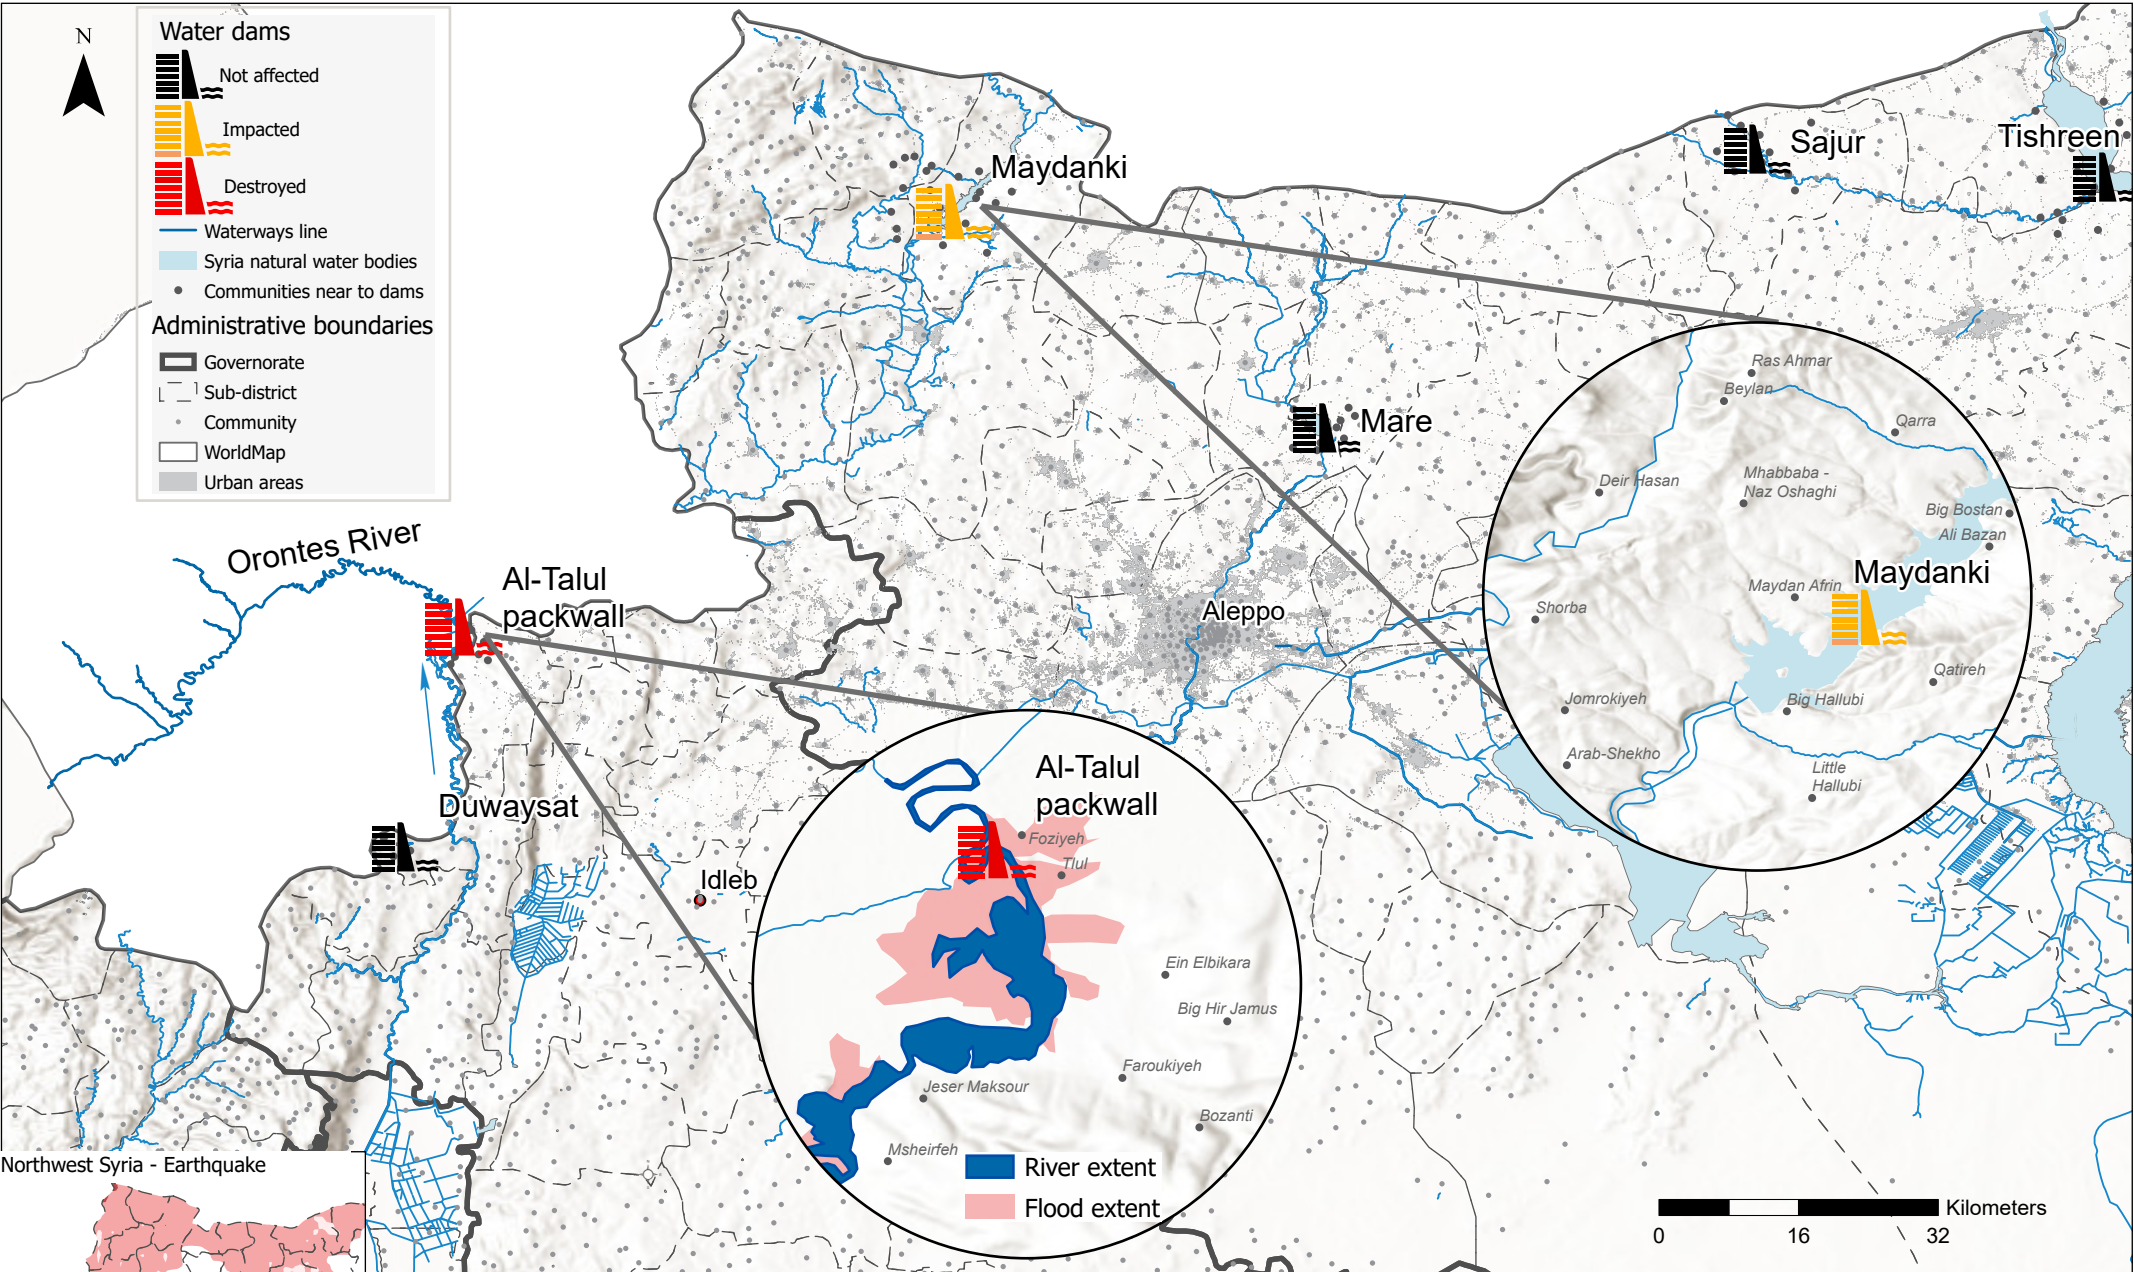 N
Water dams
Not affected
Impacted
Destroyed
Waterways line
Syria natural water bodies
Communities near to dams
Administrative boundaries
Governorate
Sub-district
Community
WorldMap
Urban areas
Maydanki
Sajur
Tishreen
Mare
Orontes River
Al-Talul
packwall
Aleppo
Duwaysat
Idleb
Ras Ahmar
Beylan
Qarra
Deir Hasan
Mhabbaba -
Naz Oshaghi
Big Bostan
Ali Bazan
Maydanki
Maydan Afrin
Shorba
Qatireh
Jomrokiyeh
Big Hallubi
Arab-Shekho
Little
Hallubi
Al-Talul
packwall
Foziyeh
Tlul
Ein Elbikara
Big Hir Jamus
Faroukiyeh
Jeser Maksour
Bozanti
Msheirfeh
River extent
Flood extent
Northwest Syria - Earthquake
Kilometers
0 16 32